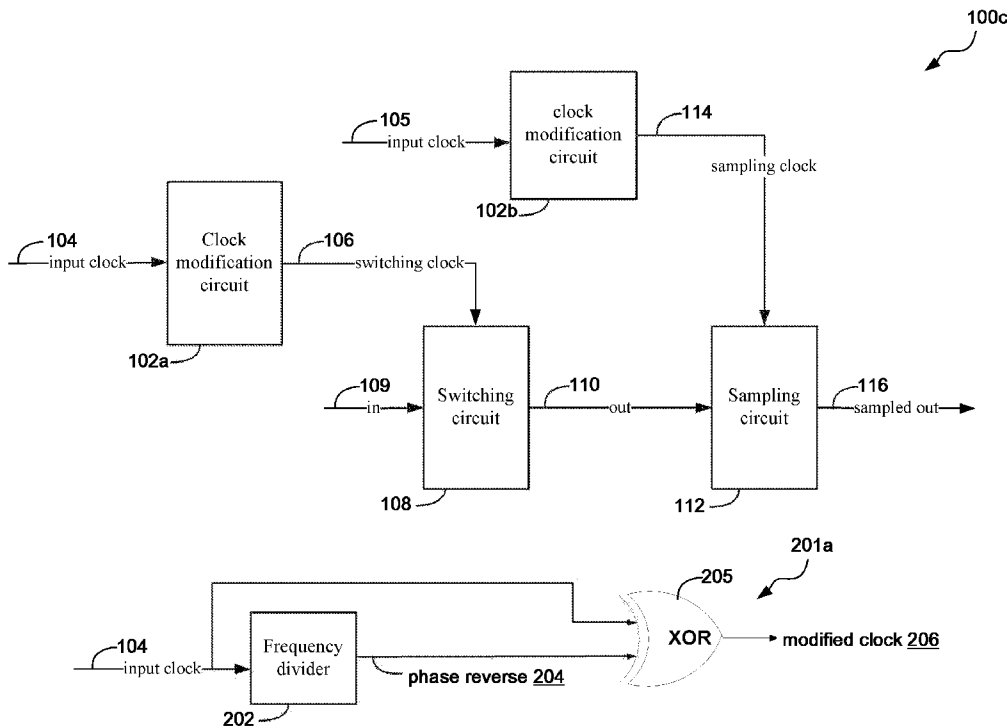 100c
105
input clock
clock
modification
circuit
102b
114
sampling clock
104
input clock
Clock
modification
circuit
102a
106
switching clock
109
in
Switching
circuit
108
110
out
Sampling
circuit
112
116
sampled out
201a
104
input clock
Frequency
divider
202
phase reverse 204
205
XOR
modified clock 206